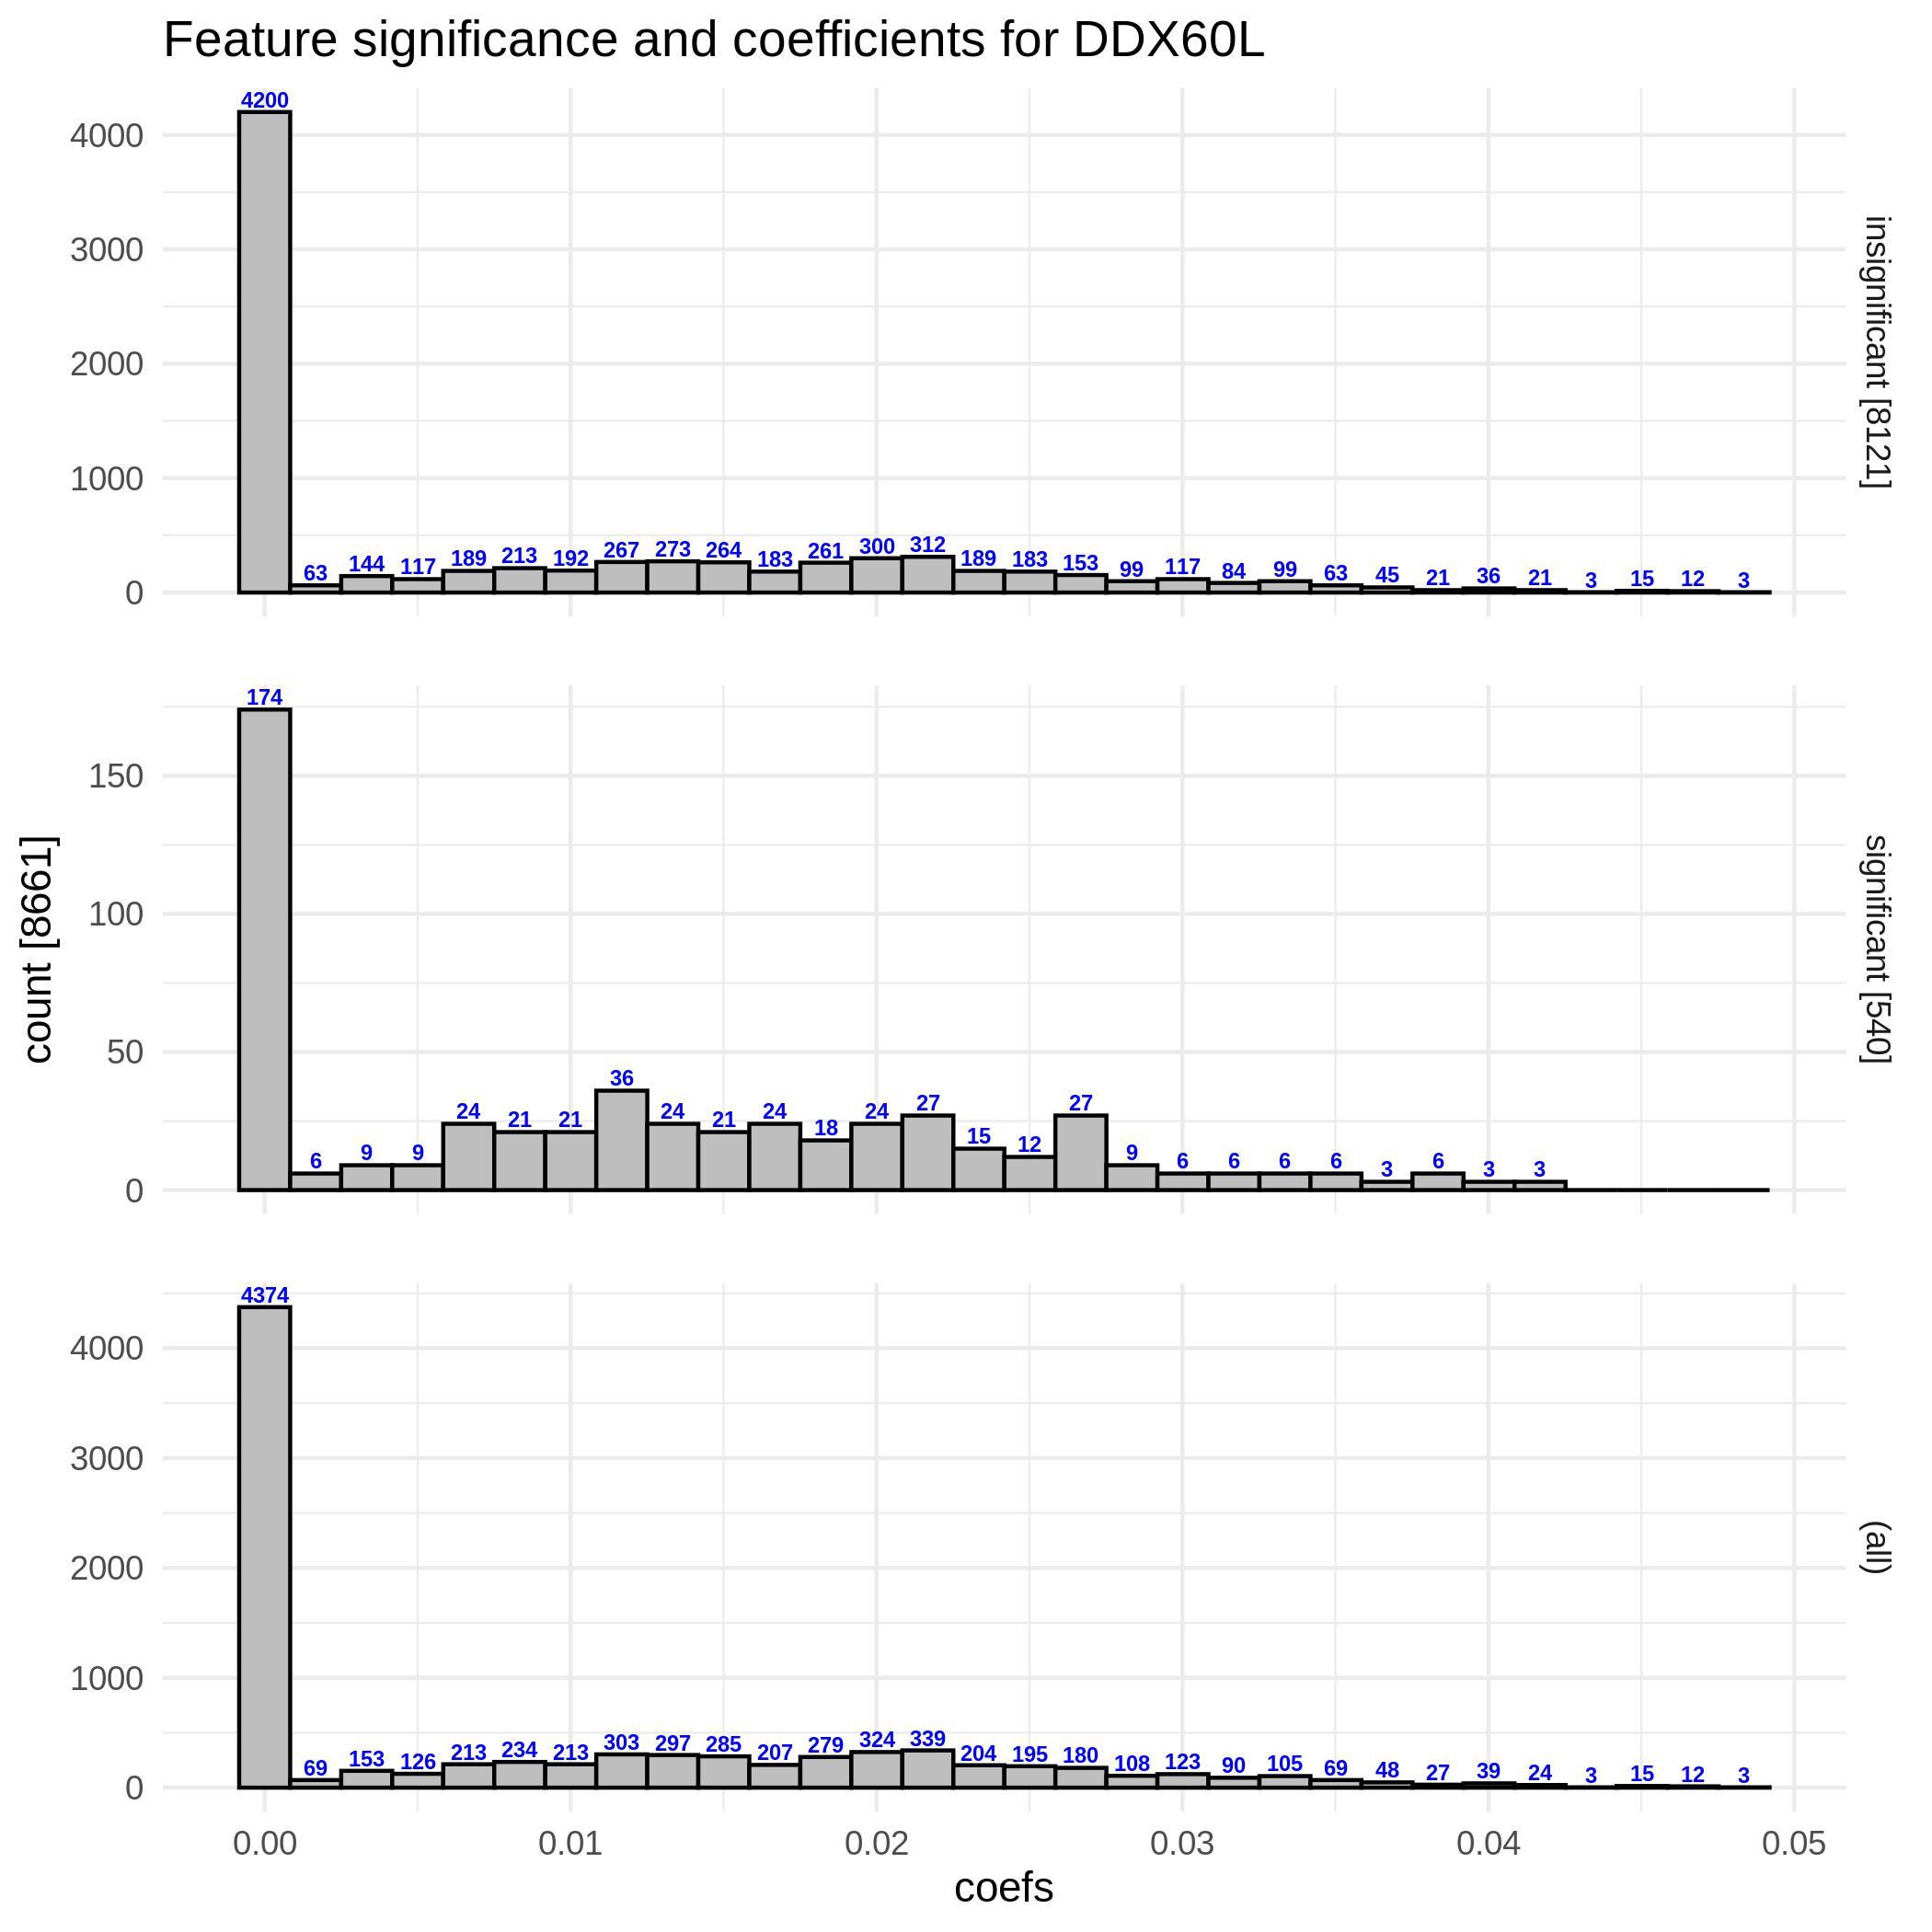 Feature significance and coefficients for DDX60L
4200
4000
3000
2000
1000
0
63 144 117 189 213 192 267 273 264 183 261 300 312 189 183 153 99 117 84 99 63 45 21 36 21 3 15 12 3
insignificant [8121]
174
150
100
50
0
6 9 9 24 21 21 36 24 21 24 18 24 27 15 12 27 9 6 6 6 6 3 6 3 3
significant [540]
count [8661]
4374
4000
3000
2000
1000
0
69 153 126 213 234 213 303 297 285 207 279 324 339 204 195 180 108 123 90 105 69 48 27 39 24 3 15 12 3
(all)
0.00 0.01 0.02 0.03 0.04 0.05
coefs